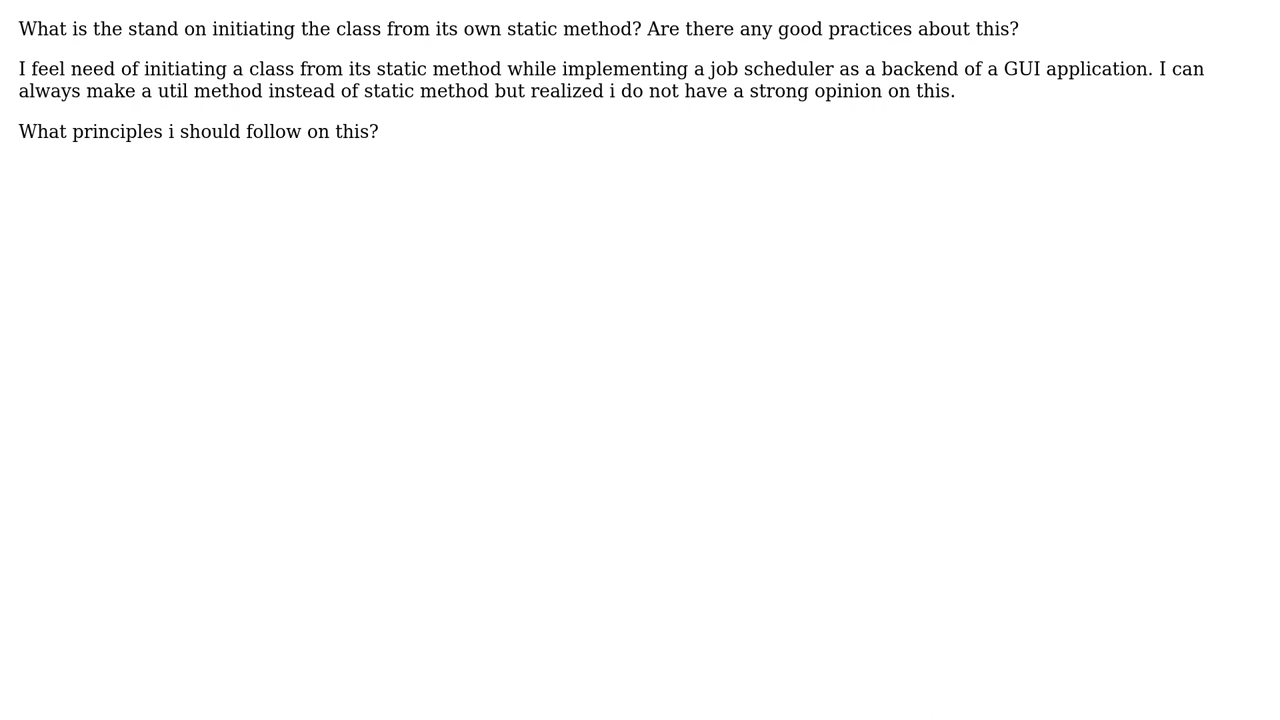 What is the stand on initiating the class from its own static method? Are there any good practices about this?
I feel need of initiating a class from its static method while implementing a job scheduler as a backend of a GUI application. I can
always make a util method instead of static method but realized i do not have a strong opinion on this.
What principles i should follow on this?